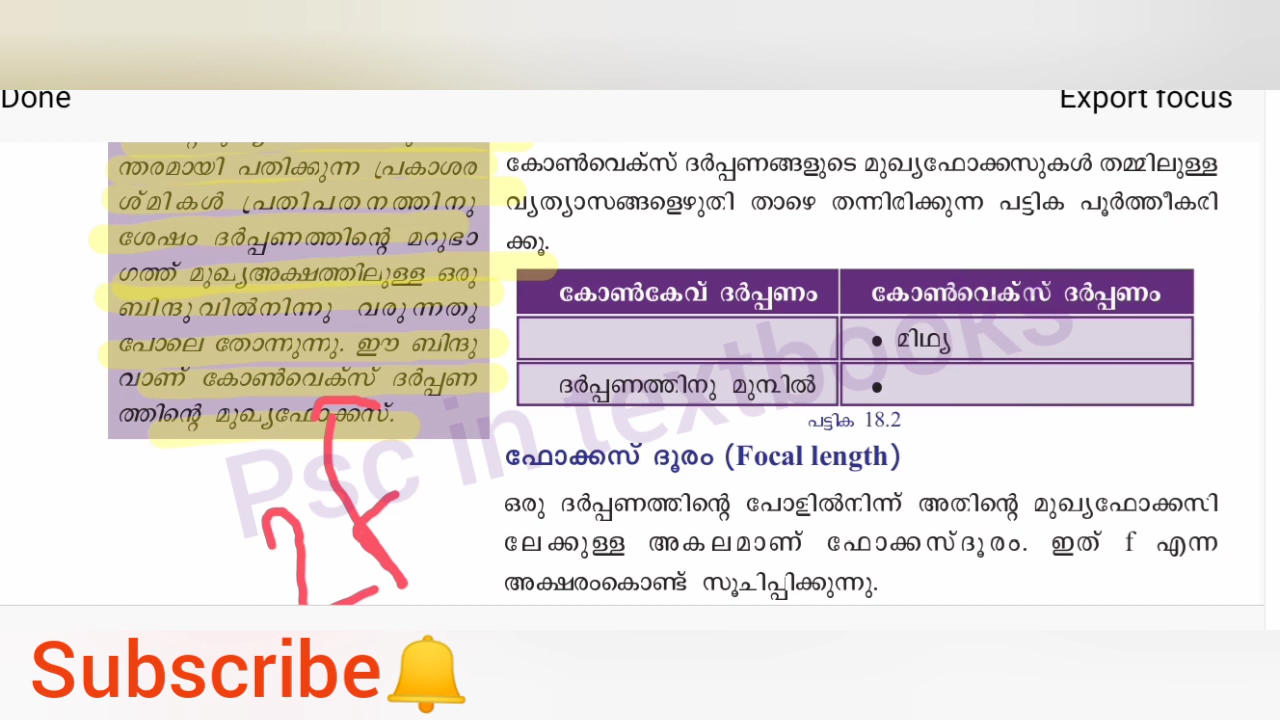 Done
Export focus
ന്തരമായി പതിക്കുന്ന പ്രകാശര
ശ്മികൾ പ്രതിപതനത്തിനു
ശേഷം ദർപ്പണത്തിന്റെ മറുഭാ
ഗത്ത് മുഖ്യഅക്ഷത്തിലുള്ള ഒരു
ബിന്ദുവിൽനിന്നു വരുന്നതു
പോലെ തോന്നുന്നു. ഈ ബിന്ദു
വാണ് കോൺവെക്സ് ദർപ്പണ
ത്തിന്റെ മുഖ്യഫോക്കസ്.
കോൺവെക്സ് ദർപ്പണങ്ങളുടെ മുഖ്യഫോക്കസുകൾ തമ്മിലുള്ള
വ്യത്യാസങ്ങളെഴുതി താഴെ തന്നിരിക്കുന്ന പട്ടിക പൂർത്തീകരി
ക്കൂ.
കോൺകേവ് ദർപ്പണം
കോൺവെക്സ് ദർപ്പണം
• മിഥ്യ
ദർപ്പണത്തിനു മുമ്പിൽ
•
പട്ടിക 18.2
ഫോക്കസ് ദൂരം (Focal length)
ഒരു ദർപ്പണത്തിന്റെ പോളിൽനിന്ന് അതിന്റെ മുഖ്യഫോക്കസി
ലേക്കുള്ള അകലമാണ് ഫോക്കസ്ദൂരം. ഇത് f എന്ന
അക്ഷരംകൊണ്ട് സൂചിപ്പിക്കുന്നു.
Psc in textbooks
Subscribe🔔